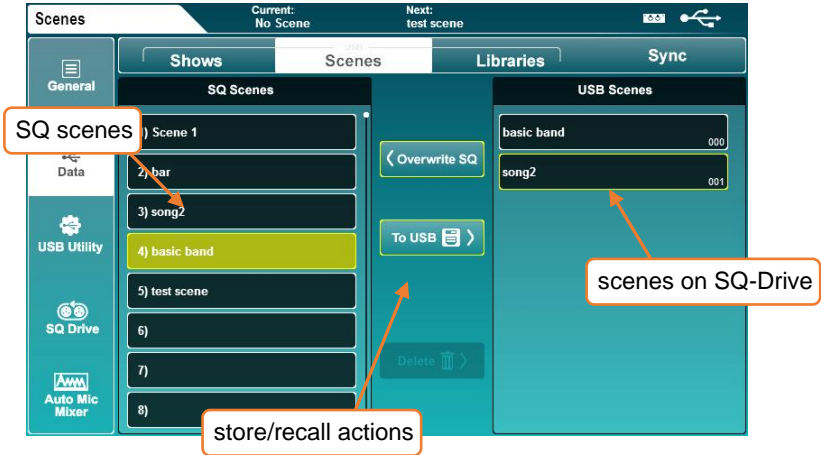 Scenes
Current:
No Scene
Next:
test scene
General
Data
USB Utility
SQ Drive
Auto Mic
Mixer
Shows
USB
Scenes
Libraries
Sync
SQ Scenes
Scene 1
2) bar
3) song2
4) basic band
5) test scene
6)
7)
8)
Overwrite SQ
To USB
Delete
USB Scenes
basic band
000
song2
001
SQ scenes
scenes on SQ-Drive
store/recall actions